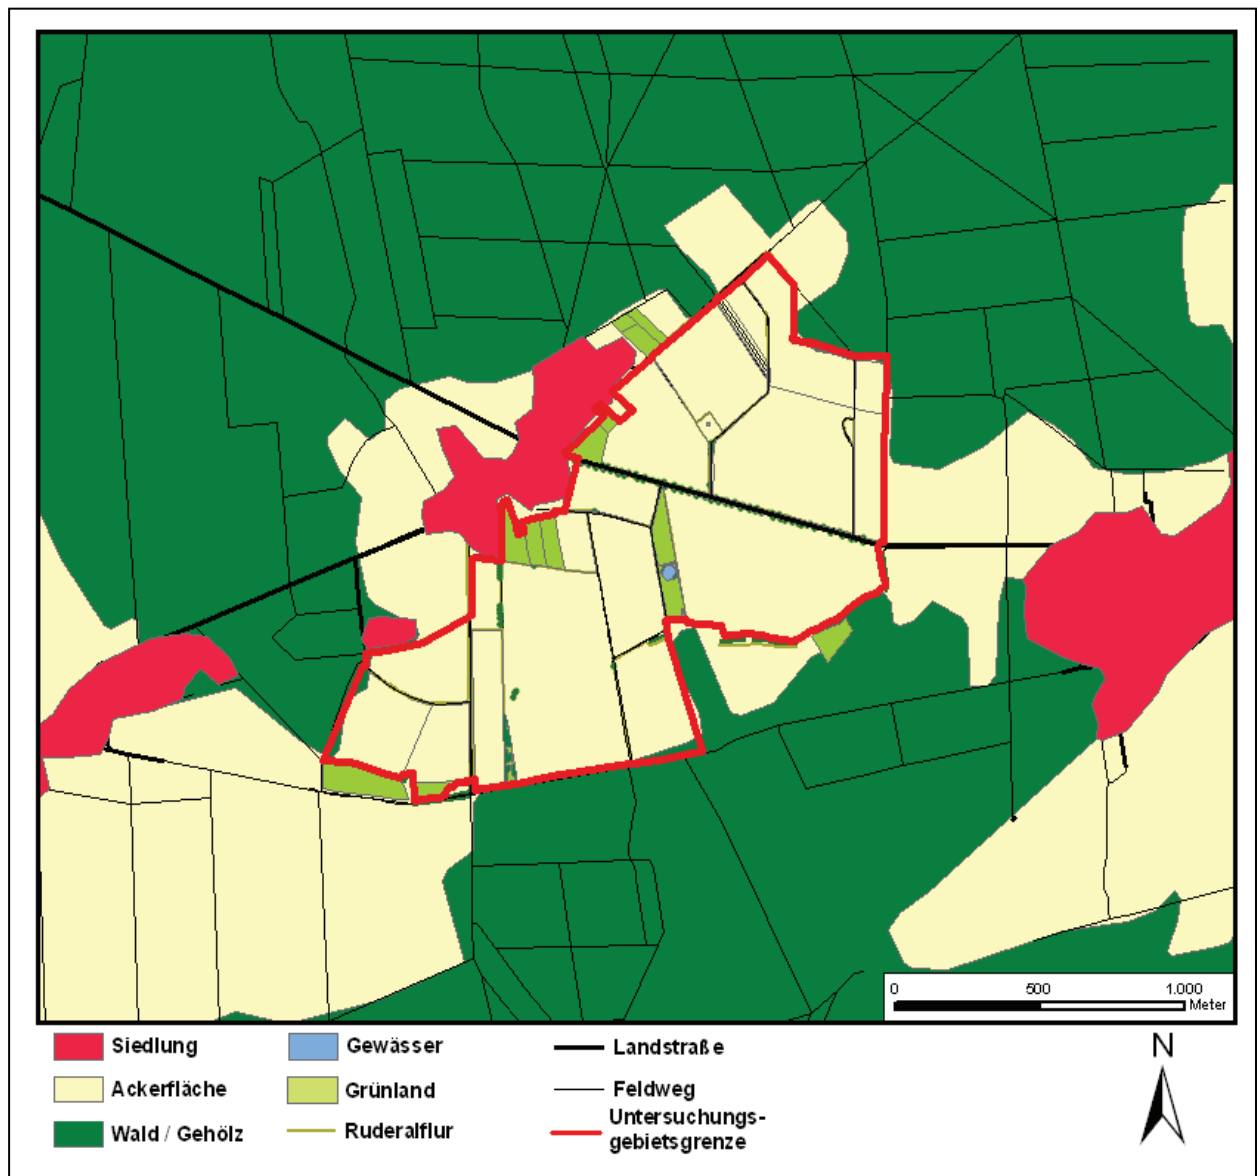 0 500 1.000
Meter
Siedlung
Ackerfläche
Wald / Gehölz
Gewässer
Grünland
Ruderalflur
Landstraße
Feldweg
Untersuchungs-
gebietsgrenze
N